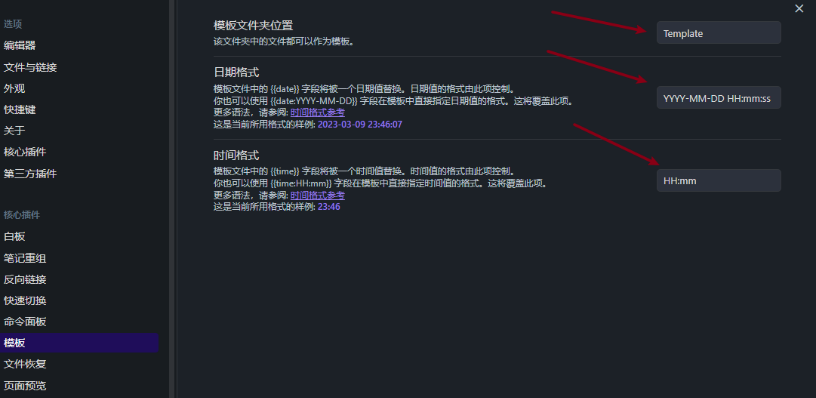 选项
编辑器
文件与链接
外观
快捷键
关于
核心插件
第三方插件
核心插件
白板
笔记重组
反向链接
快速切换
命令面板
模板
文件恢复
页面预览
模板文件夹位置
该文件夹中的文件都可以作为模板。
Template
日期格式
模板文件中的 {{date}} 字段将被一个日期值替换。日期值的格式由此项控制。
你也可以使用 {{date:YYYY-MM-DD}} 字段在模板中直接指定日期值的格式。这将覆盖此项。
更多语法，请参阅: 时间格式参考
这是当前所用格式的样例: 2023-03-09 23:46:07
YYYY-MM-DD HH:mm:ss
时间格式
模板文件中的 {{time}} 字段将被一个时间值替换。时间值的格式由此项控制。
你也可以使用 {{time:HH:mm}} 字段在模板中直接指定时间值的格式。这将覆盖此项。
更多语法，请参阅: 时间格式参考
这是当前所用格式的样例: 23:46
HH:mm